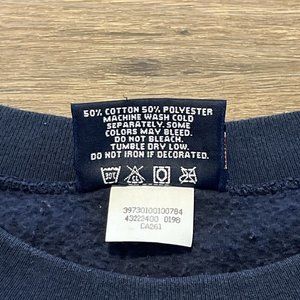 50% COTTON 50% POLYESTER
MACHINE WASH COLD
SEPARATELY. SOME
COLORS MAY BLEED.
DO NOT BLEACH.
TUMBLE DRY LOW.
DO NOT IRON IF DECORATED.
39730100100784
43222400 0198
CA261